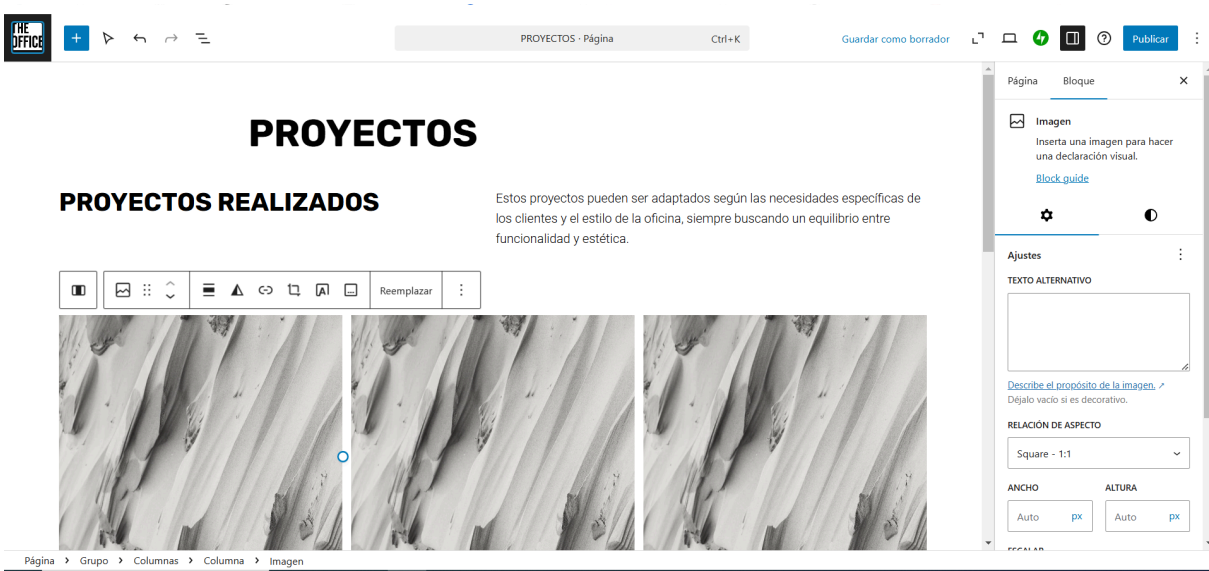 THE
OFFICE
PROYECTOS · Página
Ctrl+K
Guardar como borrador
Publicar
Página
Bloque
PROYECTOS
Imagen
Inserta una imagen para hacer
una declaración visual.
Block guide
PROYECTOS REALIZADOS
Estos proyectos pueden ser adaptados según las necesidades específicas de
los clientes y el estilo de la oficina, siempre buscando un equilibrio entre
funcionalidad y estética.
Reemplazar
Ajustes
TEXTO ALTERNATIVO
Describe el propósito de la imagen. ↗
Déjalo vacío si es decorativo.
RELACIÓN DE ASPECTO
Square - 1:1
ANCHO
ALTURA
Auto px
Auto px
Página > Grupo > Columnas > Columna > Imagen